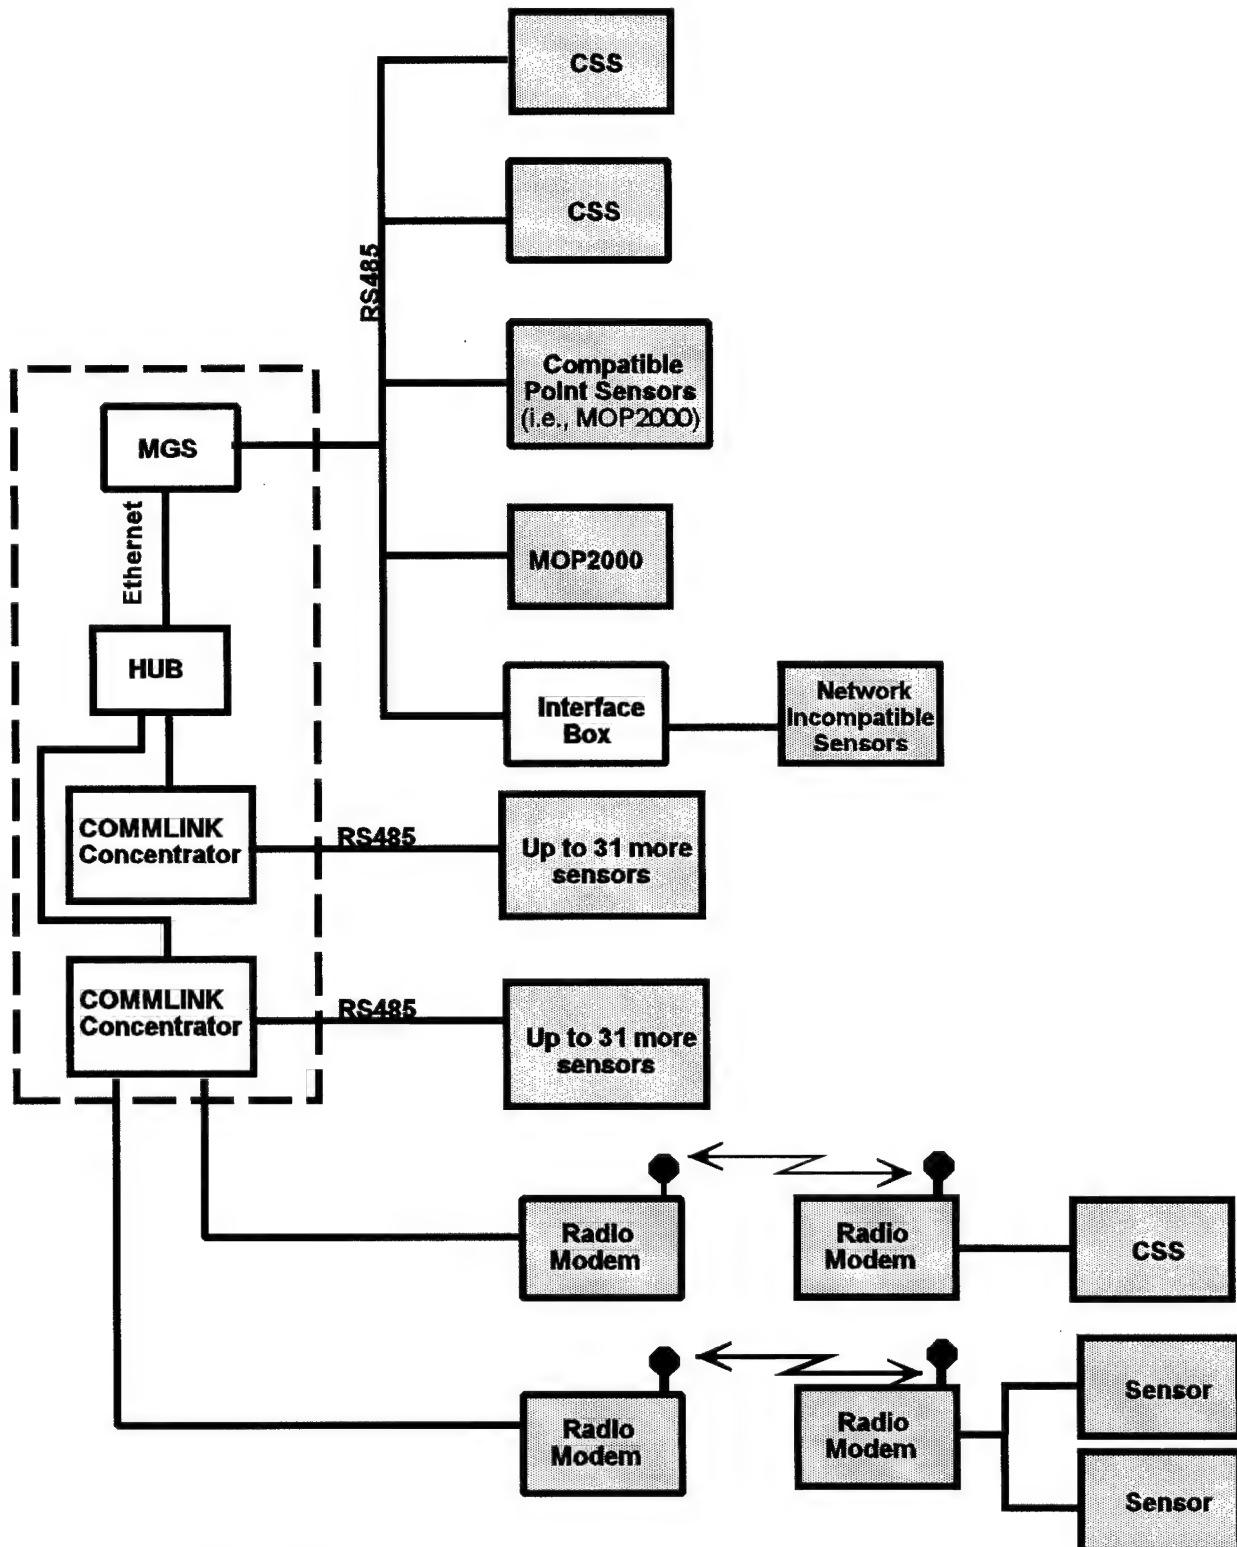 CSS
CSS
RS485
Compatible
Point Sensors
(i.e., MOP2000)
MGS
Ethernet
MOP2000
HUB
Interface
Box
Network
Incompatible
Sensors
COMMLINK
Concentrator
RS485
Up to 31 more
sensors
COMMLINK
Concentrator
RS485
Up to 31 more
sensors
Radio
Modem
Radio
Modem
CSS
Radio
Modem
Radio
Modem
Sensor
Sensor